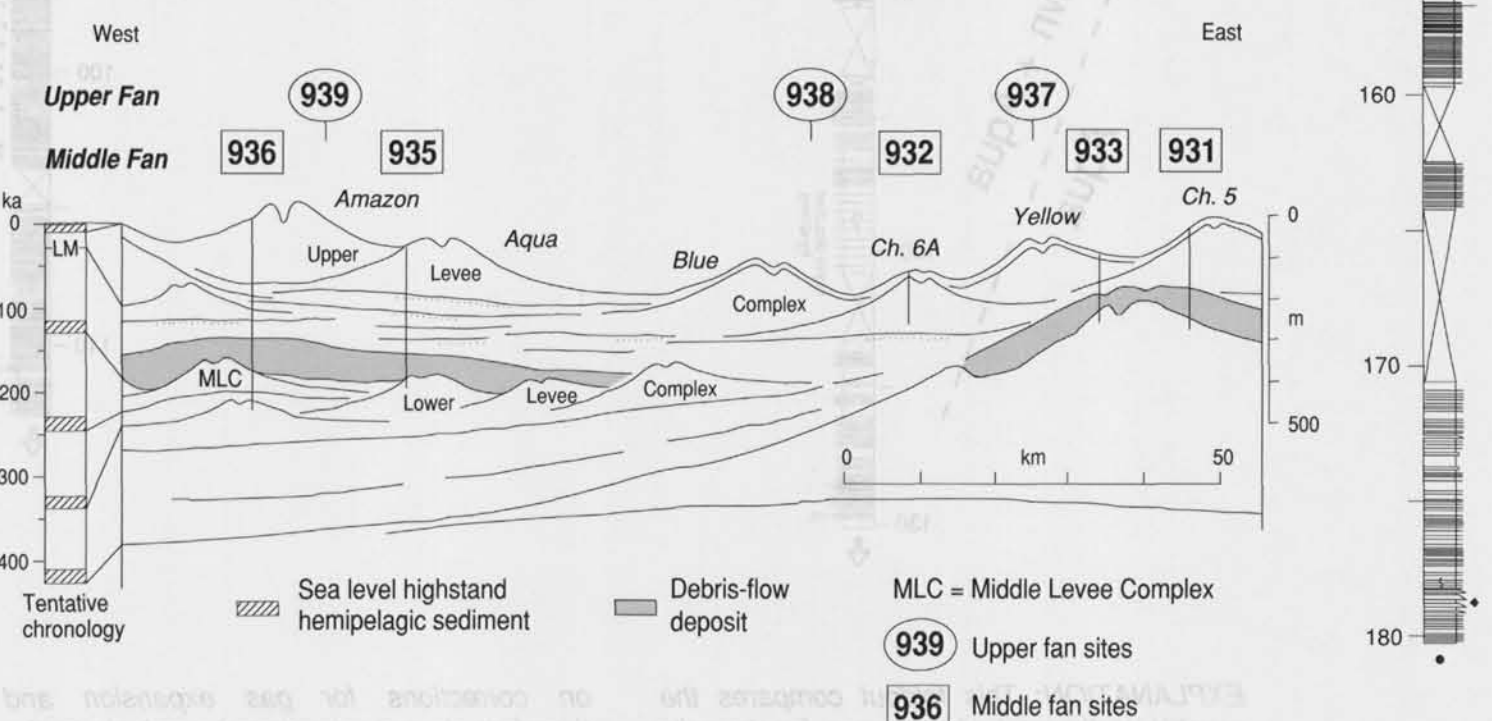 West
East
Upper Fan
939
938
937
Middle Fan
936
935
932
933
931
ka
0
100
200
300
400
LM
Tentative
chronology
Amazon
Aqua
Blue
Ch. 6A
Yellow
Ch. 5
Upper
Levee
Complex
MLC
Lower
Levee
Complex
0
m
500
0
km
50
Sea level highstand
hemipelagic sediment
Debris-flow
deposit
MLC = Middle Levee Complex
939
Upper fan sites
936
Middle fan sites
160
170
180